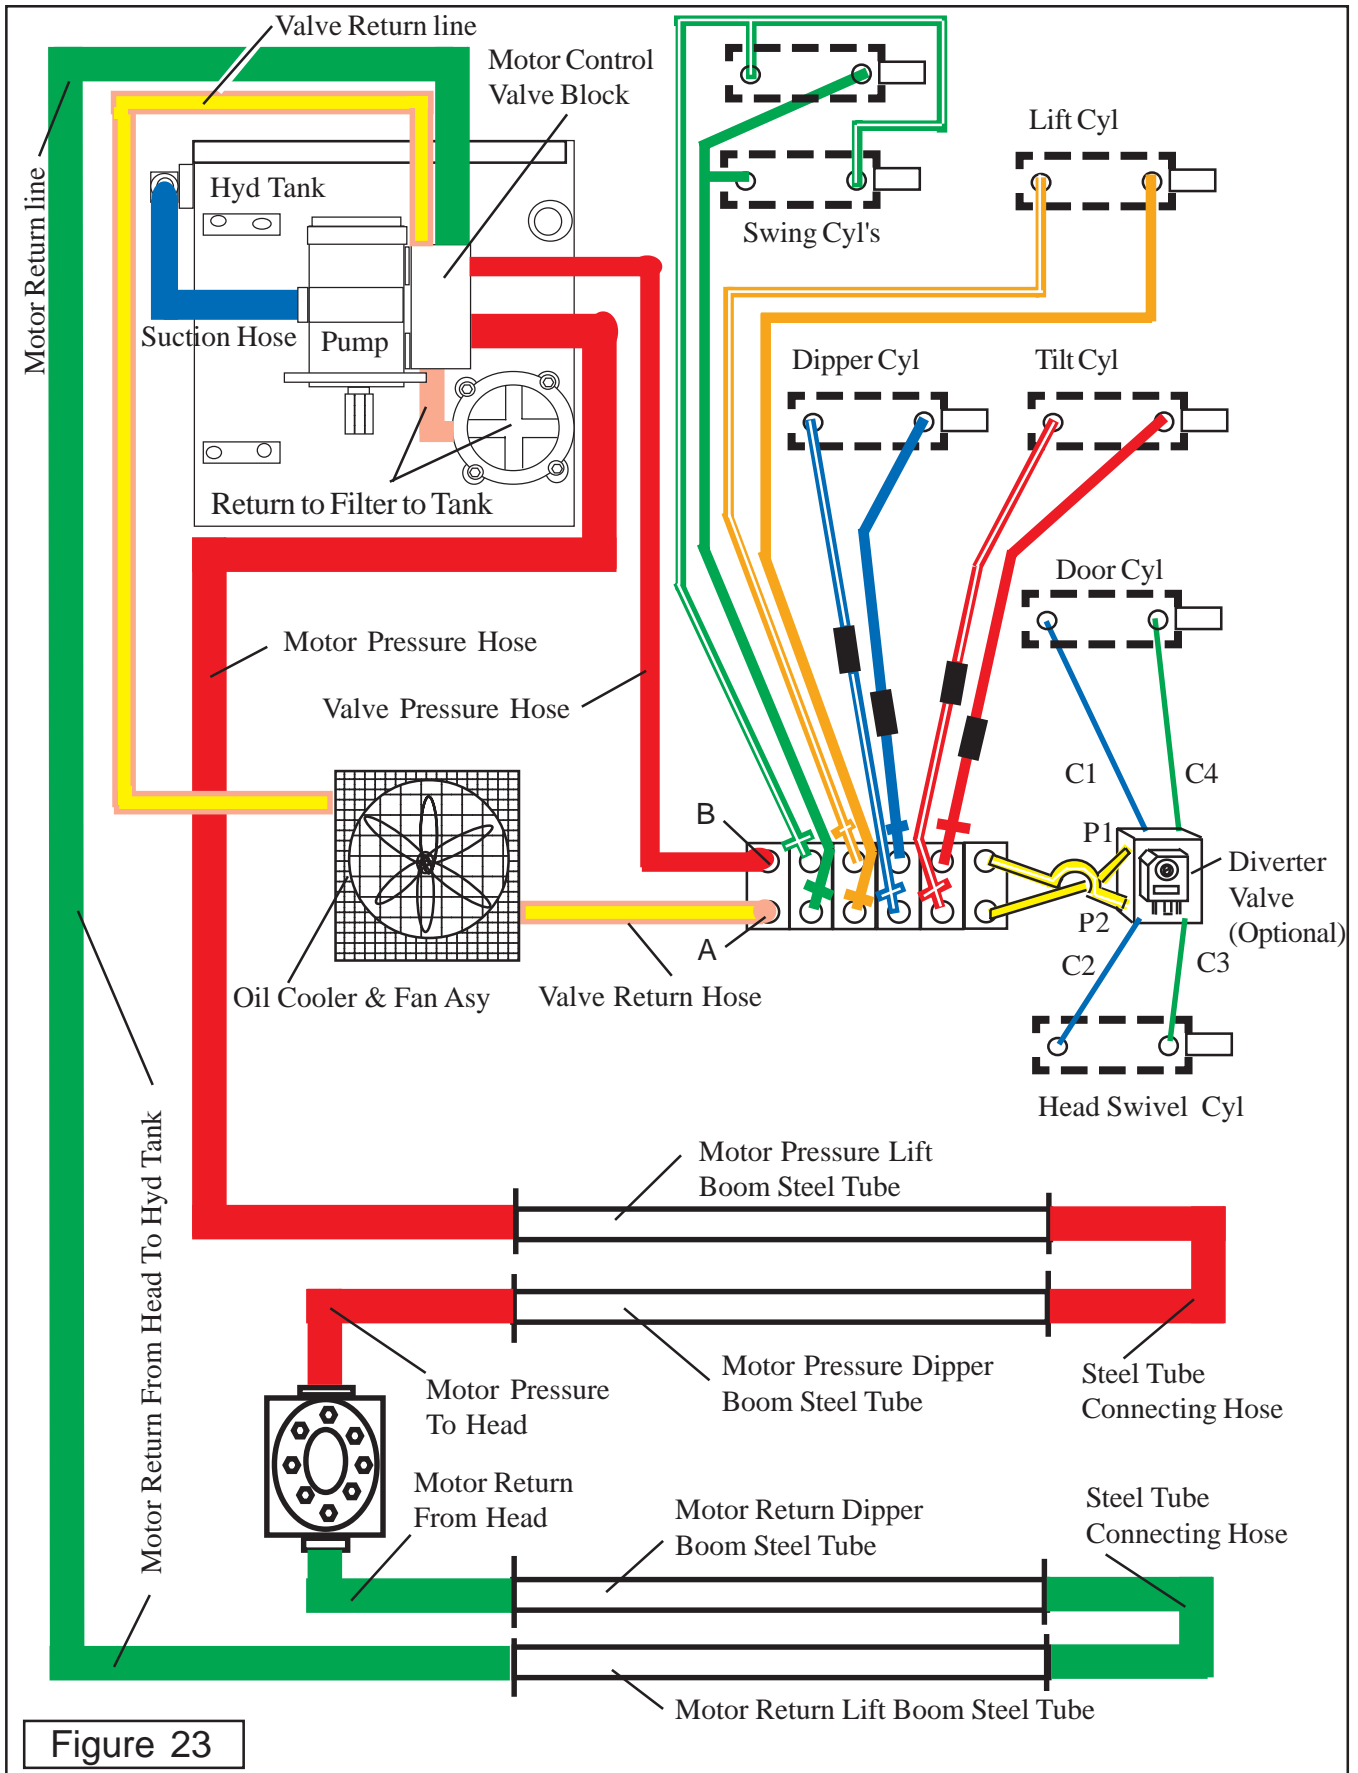 Valve Return line
Motor Control
Valve Block
Lift Cyl
Motor Return line
Hyd Tank
Swing Cyl's
Suction Hose
Pump
Dipper Cyl
Tilt Cyl
Return to Filter to Tank
Door Cyl
Motor Pressure Hose
Valve Pressure Hose
C1
C4
B
P1
Diverter
Valve
(Optional)
P2
A
C2
C3
Oil Cooler & Fan Asy
Valve Return Hose
Head Swivel Cyl
Motor Return From Head To Hyd Tank
Motor Pressure Lift
Boom Steel Tube
Motor Pressure Dipper
Boom Steel Tube
Steel Tube
Connecting Hose
Motor Pressure
To Head
Motor Return
From Head
Motor Return Dipper
Boom Steel Tube
Steel Tube
Connecting Hose
Motor Return Lift Boom Steel Tube
Figure 23